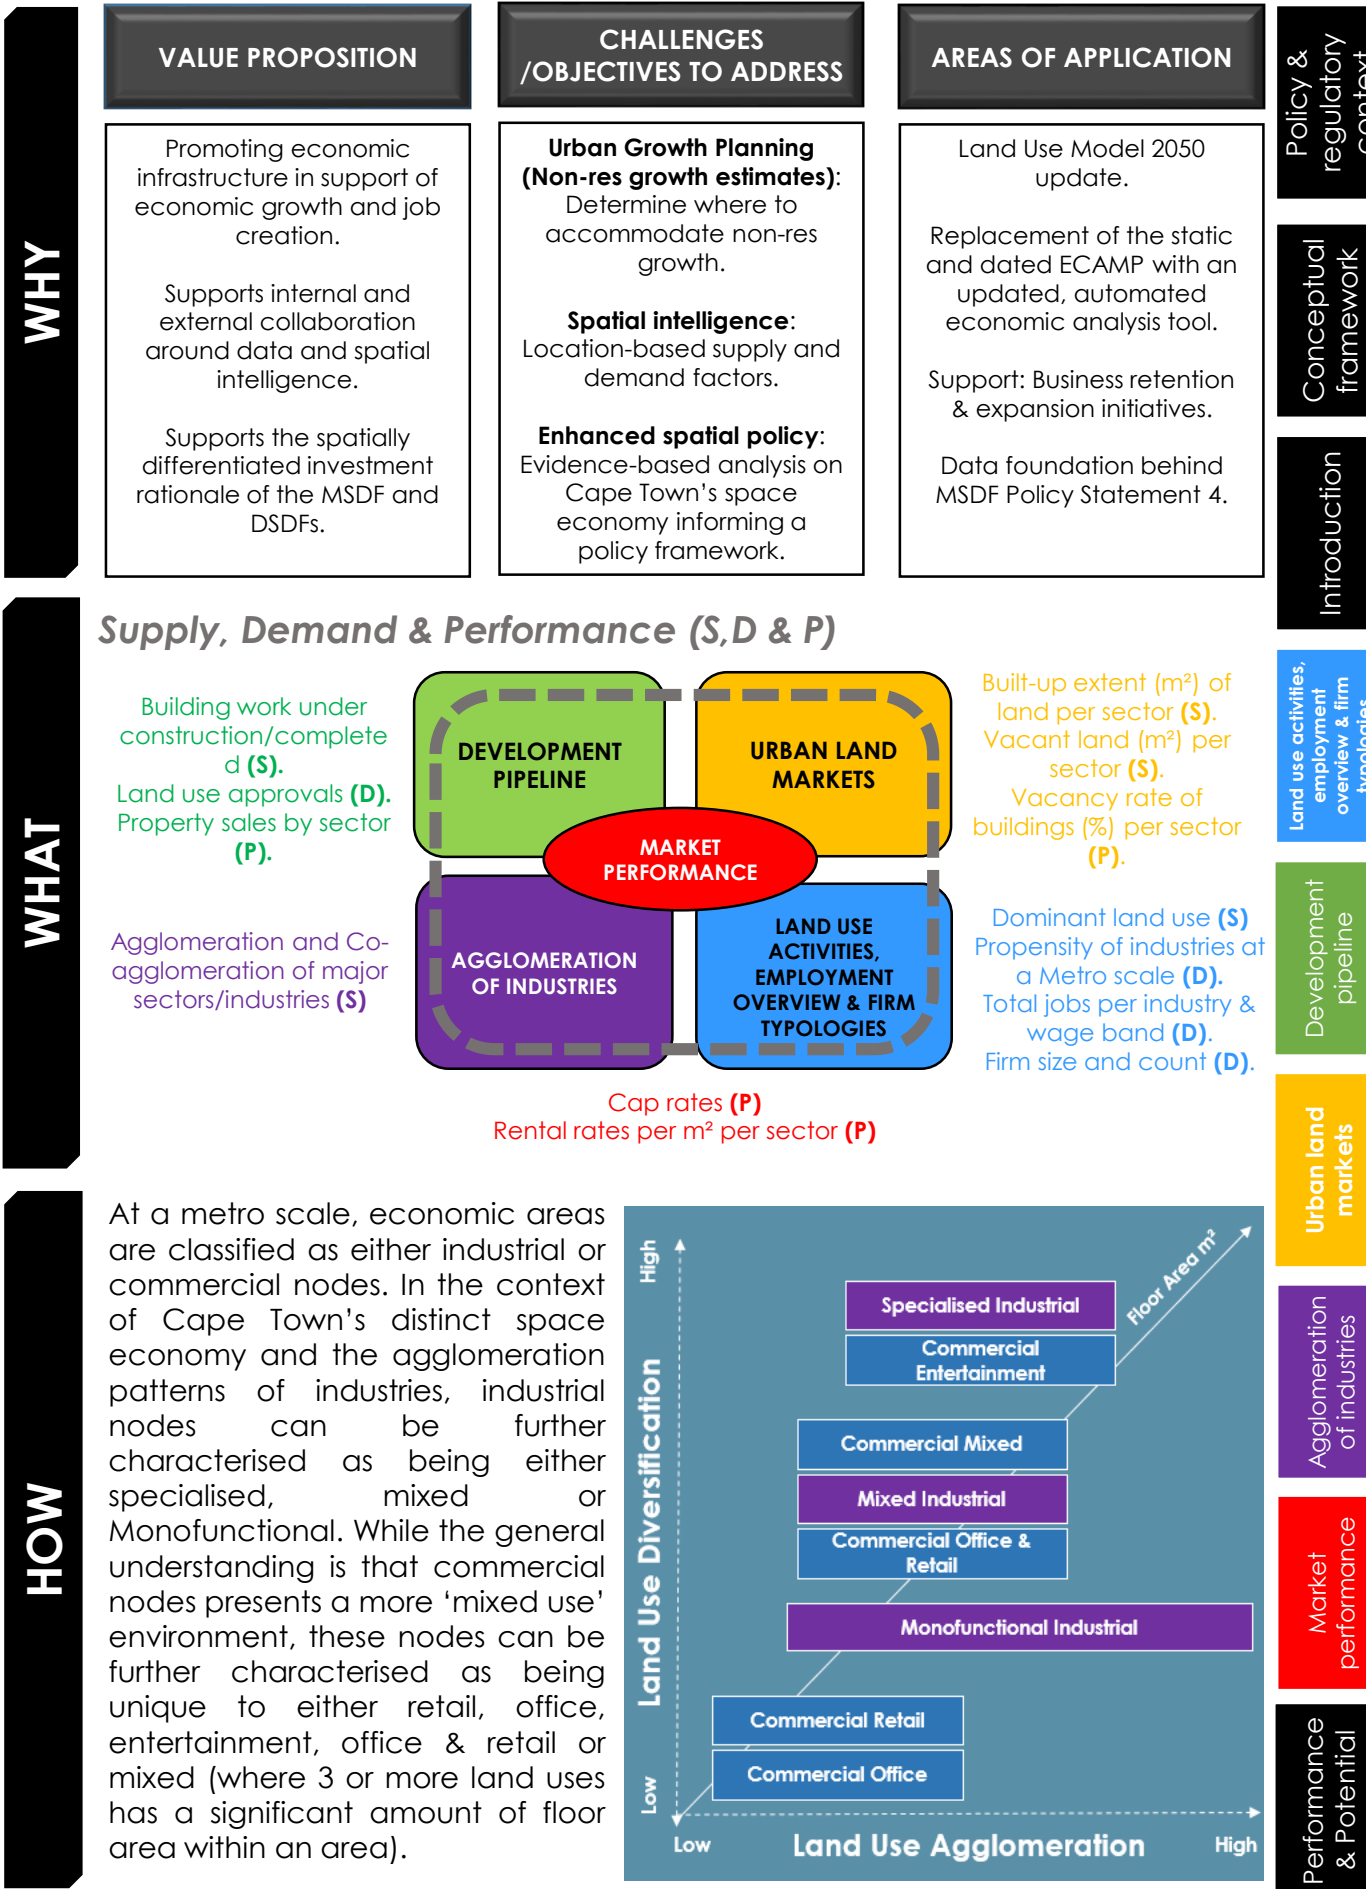 WHY
VALUE PROPOSITION
Promoting economic
infrastructure in support of
economic growth and job
creation.
Supports internal and
external collaboration
around data and spatial
intelligence.
Supports the spatially
differentiated investment
rationale of the MSDF and
DSDFs.
CHALLENGES
/OBJECTIVES TO ADDRESS
Urban Growth Planning
(Non-res growth estimates):
Determine where to
accommodate non-res
growth.
Spatial intelligence:
Location-based supply and
demand factors.
Enhanced spatial policy:
Evidence-based analysis on
Cape Town's space
economy informing a
policy framework.
AREAS OF APPLICATION
Land Use Model 2050
update.
Replacement of the static
and dated ECAMP with an
updated, automated
economic analysis tool.
Support: Business retention
& expansion initiatives.
Data foundation behind
MSDF Policy Statement 4.
WHAT
Supply, Demand & Performance (S,D & P)
Building work under
construction/complete
d (S).
Land use approvals (D).
Property sales by sector
(P).
Agglomeration and Co-
agglomeration of major
sectors/industries (S)
DEVELOPMENT
PIPELINE
URBAN LAND
MARKETS
MARKET
PERFORMANCE
AGGLOMERATION
OF INDUSTRIES
LAND USE
ACTIVITIES,
EMPLOYMENT
OVERVIEW & FIRM
TYPOLOGIES
Built-up extent (m²) of
land per sector (S).
Vacant land (m²) per
sector (S).
Vacancy rate of
buildings (%) per sector
(P).
Dominant land use (S)
Propensity of industries at
a Metro scale (D).
Total jobs per industry &
wage band (D).
Firm size and count (D).
Cap rates (P)
Rental rates per m² per sector (P)
HOW
At a metro scale, economic areas
are classified as either industrial or
commercial nodes. In the context
of Cape Town's distinct space
economy and the agglomeration
patterns of industries, industrial
nodes can be further
characterised as being either
specialised, mixed or
Monofunctional. While the general
understanding is that commercial
nodes presents a more 'mixed use'
environment, these nodes can be
further characterised as being
unique to either retail, office,
entertainment, office & retail or
mixed (where 3 or more land uses
has a significant amount of floor
area within an area).
High
Land Use Diversification
Low
Floor Area m²
Specialised Industrial
Commercial
Entertainment
Commercial Mixed
Mixed Industrial
Commercial Office &
Retail
Monofunctional Industrial
Commercial Retail
Commercial Office
Low
Land Use Agglomeration
High
Policy &
regulatory
context
Conceptual
framework
Introduction
Land use activities,
employment
overview & firm
typologies
Development
pipeline
Urban land
markets
Agglomeration
of industries
Market
performance
Performance
& Potential